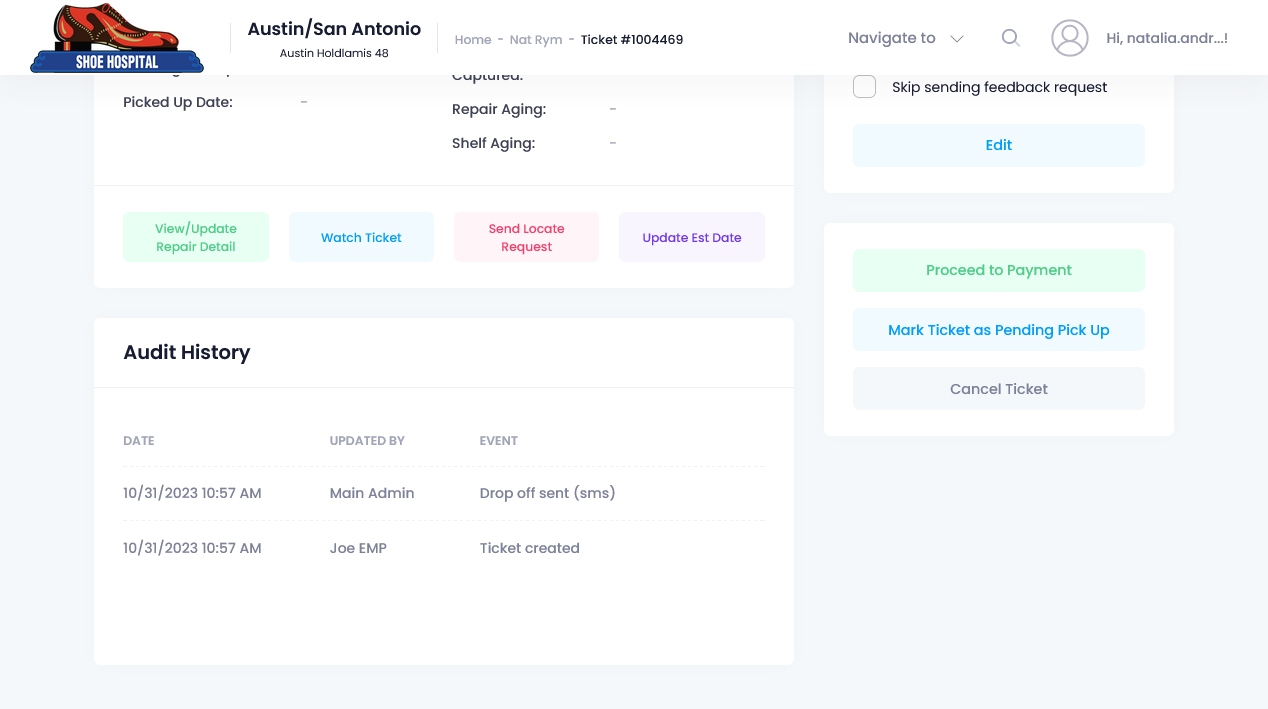 SHOE HOSPITAL
Austin/San Antonio
Austin Holdlamis 48
Home - Nat Rym - Ticket #1004469
Navigate to
Hi, natalia.andr...!
Captured:
Picked Up Date: -
Repair Aging: -
Shelf Aging: -
Skip sending feedback request
Edit
View/Update
Repair Detail
Watch Ticket
Send Locate
Request
Update Est Date
Proceed to Payment
Mark Ticket as Pending Pick Up
Cancel Ticket
Audit History
DATE UPDATED BY EVENT
10/31/2023 10:57 AM Main Admin Drop off sent (sms)
10/31/2023 10:57 AM Joe EMP Ticket created